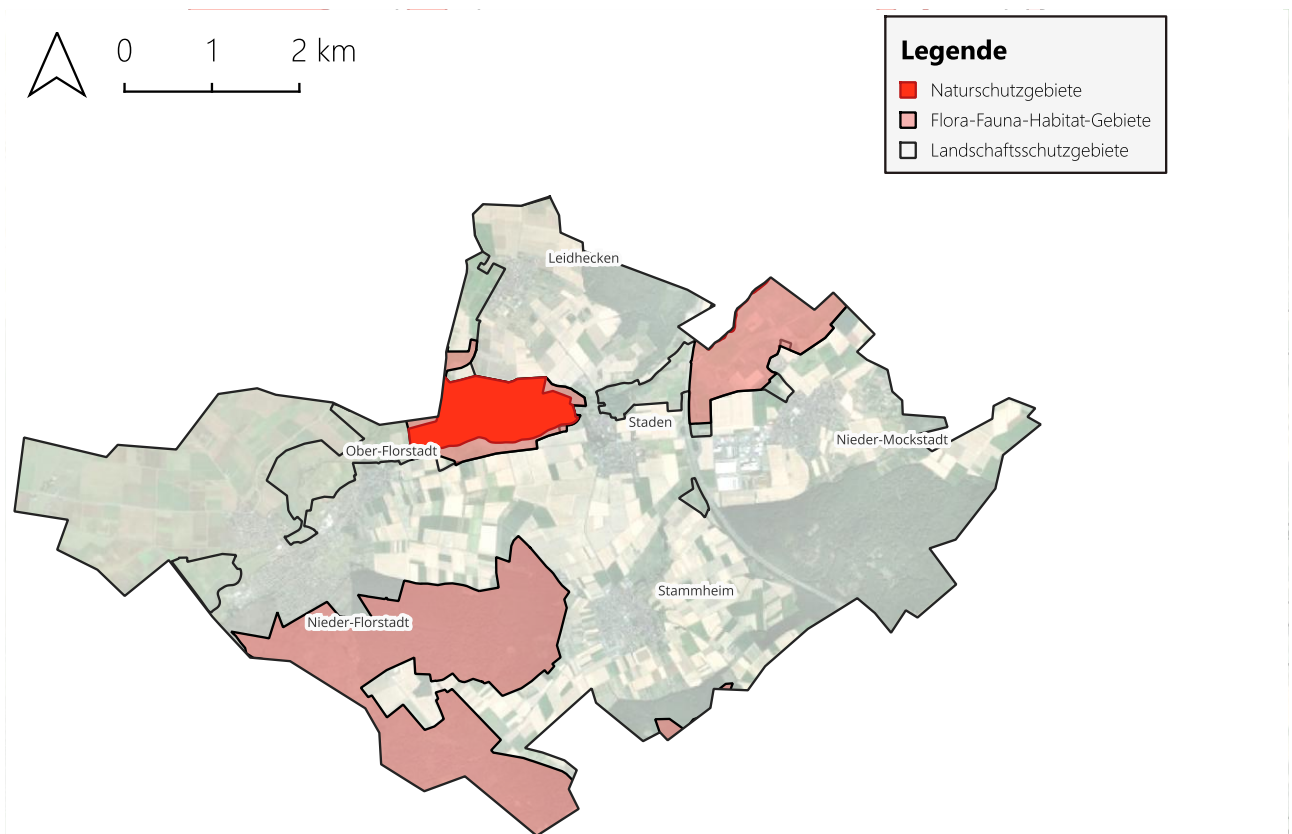 0 1 2 km
Legende
Naturschutzgebiete
Flora-Fauna-Habitat-Gebiete
Landschaftsschutzgebiete
Leidhecken
Staden
Nieder-Mockstadt
Ober-Florstadt
Stammheim
Nieder-Florstadt